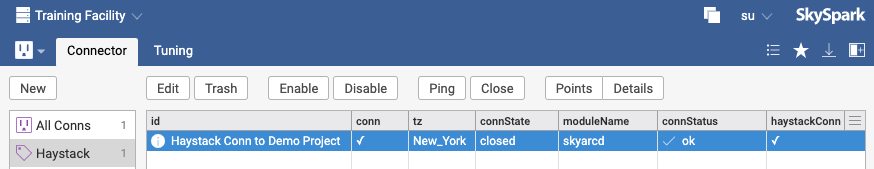 Training Facility su SkySpark
Connector Tuning
New Edit Trash Enable Disable Ping Close Points Details
All Conns 1
id conn tz connState moduleName connStatus haystackConn
Haystack Conn to Demo Project ✓ New_York closed skyarcd ✓ ok ✓
Haystack 1